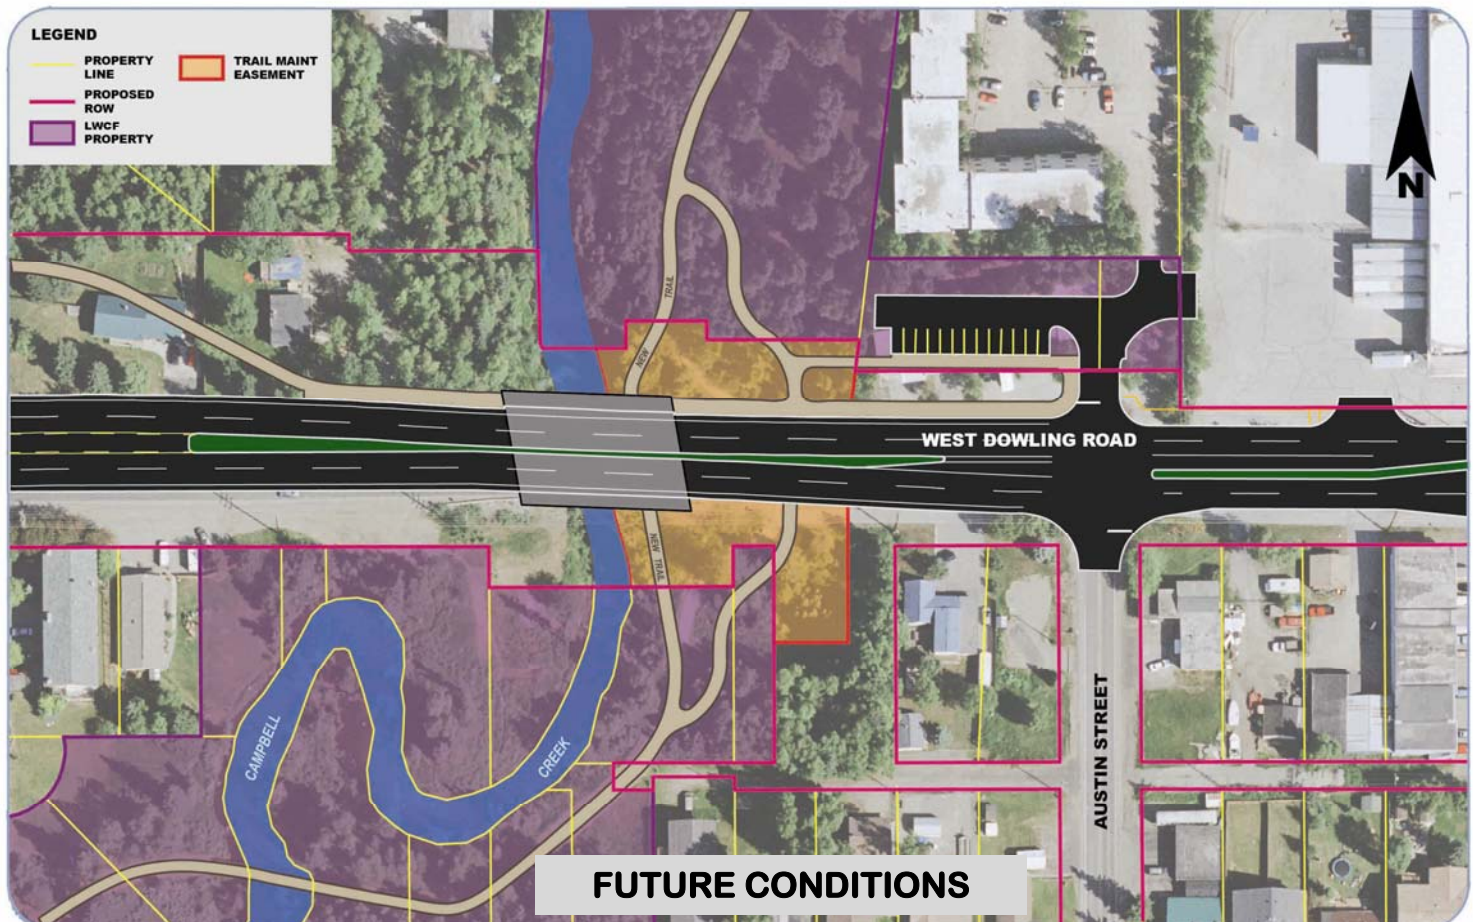 LEGEND
PROPERTY
LINE
TRAIL MAINT
EASEMENT
PROPOSED
ROW
LWCF
PROPERTY
N
TRAIL
NEW
WEST DOWLING ROAD
NEW TRAIL
CAMPBELL
CREEK
AUSTIN STREET
FUTURE CONDITIONS